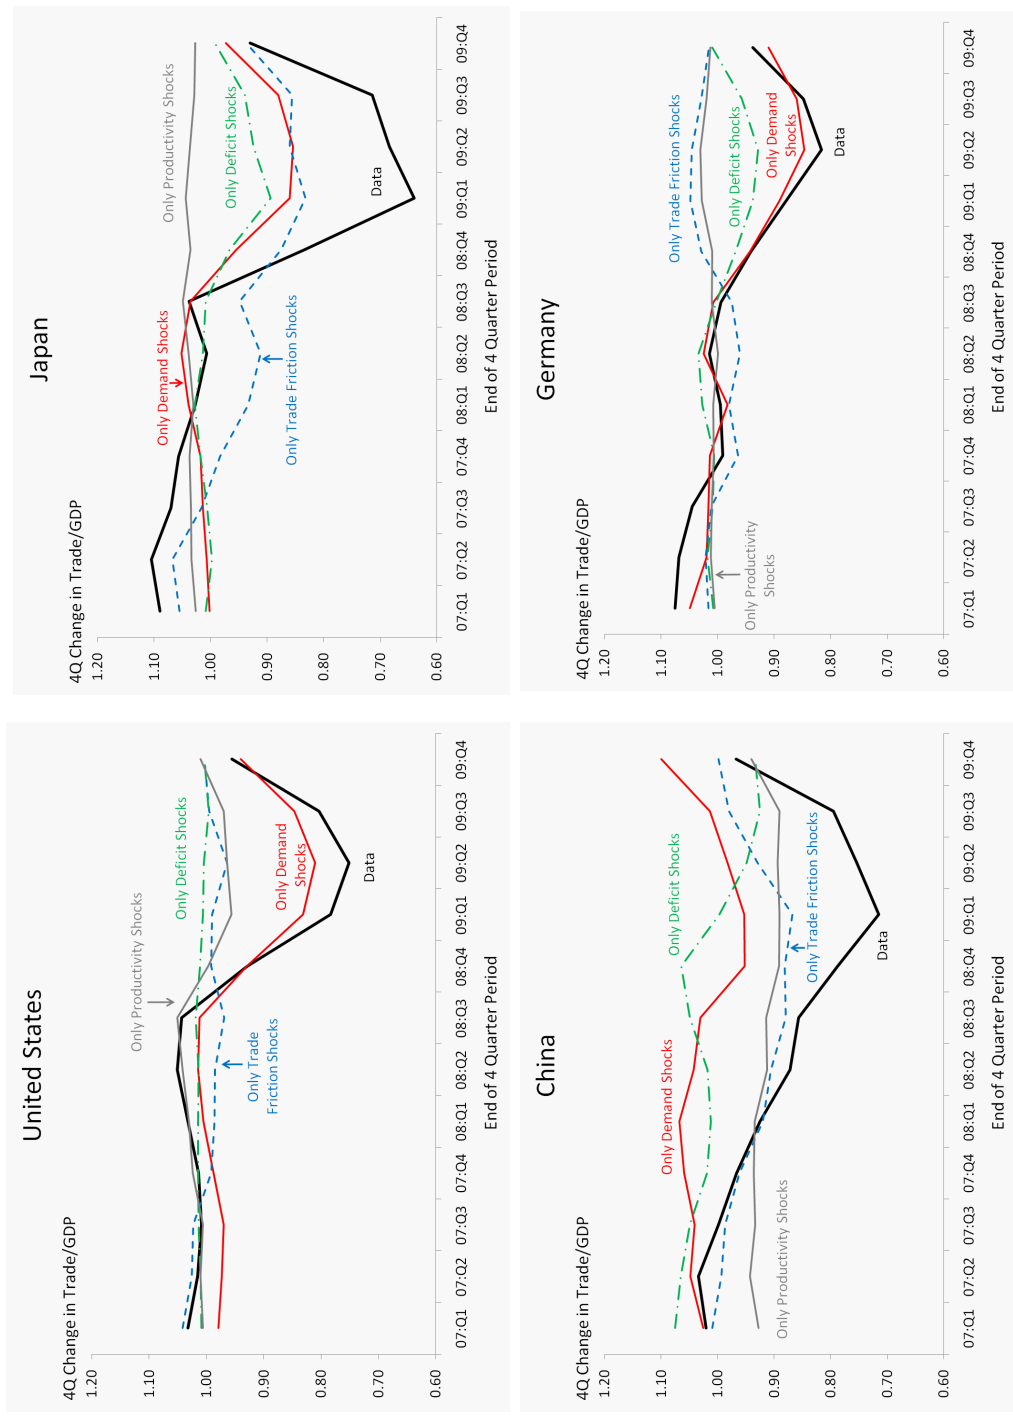 United States
4Q Change in Trade/GDP
1.20
1.10
1.00
0.90
0.80
0.70
0.60
Only Productivity Shocks
Only Deficit Shocks
Only Trade
Friction Shocks
Only Demand
Shocks
Data
07:Q1 07:Q2 07:Q3 07:Q4 08:Q1 08:Q2 08:Q3 08:Q4 09:Q1 09:Q2 09:Q3 09:Q4
End of 4 Quarter Period
Japan
4Q Change in Trade/GDP
1.20
1.10
1.00
0.90
0.80
0.70
0.60
Only Demand Shocks
Only Productivity Shocks
Only Deficit Shocks
Only Trade Friction Shocks
Data
07:Q1 07:Q2 07:Q3 07:Q4 08:Q1 08:Q2 08:Q3 08:Q4 09:Q1 09:Q2 09:Q3 09:Q4
End of 4 Quarter Period
China
4Q Change in Trade/GDP
1.20
1.10
1.00
0.90
0.80
0.70
0.60
Only Demand Shocks
Only Deficit Shocks
Only Productivity Shocks
Only Trade Friction Shocks
Data
07:Q1 07:Q2 07:Q3 07:Q4 08:Q1 08:Q2 08:Q3 08:Q4 09:Q1 09:Q2 09:Q3 09:Q4
End of 4 Quarter Period
Germany
4Q Change in Trade/GDP
1.20
1.10
1.00
0.90
0.80
0.70
0.60
Only Trade Friction Shocks
Only Deficit Shocks
Only Productivity
Shocks
Only Demand
Shocks
Data
07:Q1 07:Q2 07:Q3 07:Q4 08:Q1 08:Q2 08:Q3 08:Q4 09:Q1 09:Q2 09:Q3 09:Q4
End of 4 Quarter Period